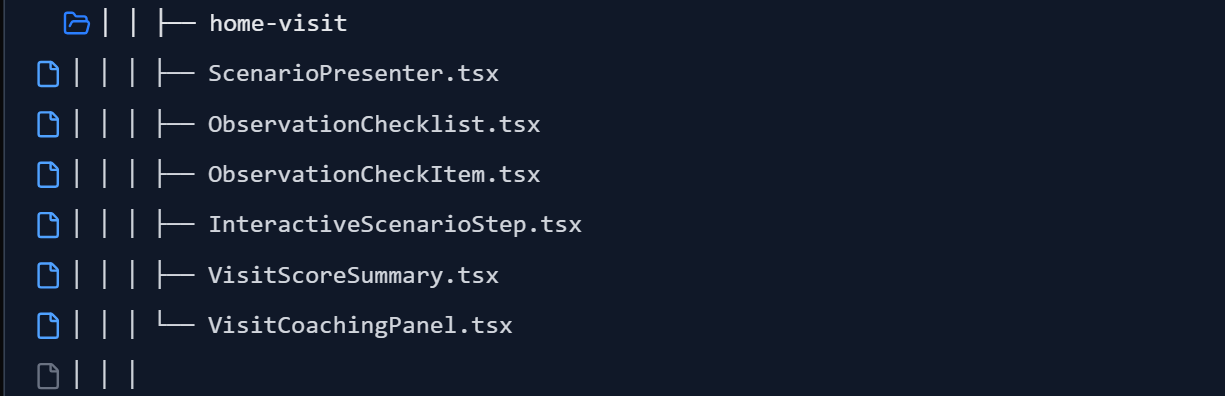 │ │ ├── home-visit
│ │ │ ├── ScenarioPresenter.tsx
│ │ │ ├── ObservationChecklist.tsx
│ │ │ ├── ObservationCheckItem.tsx
│ │ │ ├── InteractiveScenarioStep.tsx
│ │ │ ├── VisitScoreSummary.tsx
│ │ │ └── VisitCoachingPanel.tsx
│ │ │